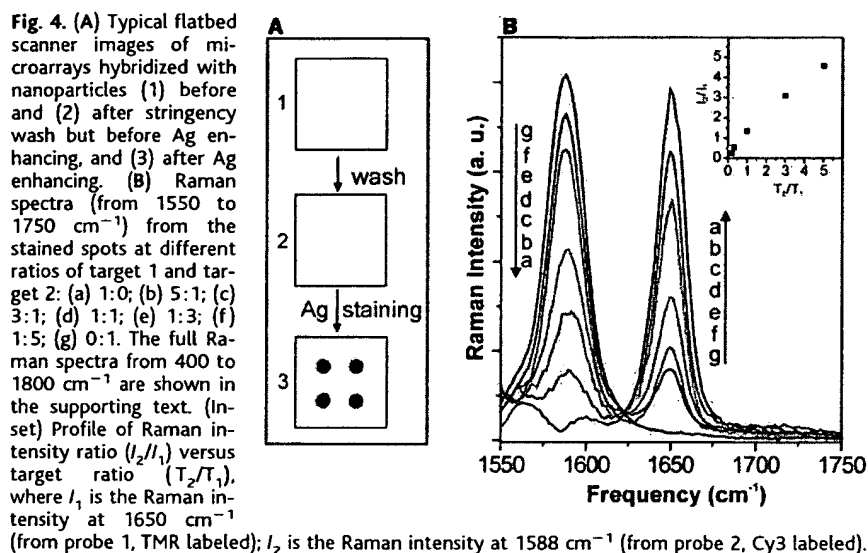 Fig. 4. (A) Typical flatbed
scanner images of mi-
croarrays hybridized with
nanoparticles (1) before
and (2) after stringency
wash but before Ag en-
hancing, and (3) after Ag
enhancing. (B) Raman
spectra (from 1550 to
1750 cm⁻¹) from the
stained spots at different
ratios of target 1 and tar-
get 2: (a) 1:0; (b) 5:1; (c)
3:1; (d) 1:1; (e) 1:3; (f)
1:5; (g) 0:1. The full Ra-
man spectra from 400 to
1800 cm⁻¹ are shown in
the supporting text. (In-
set) Profile of Raman in-
tensity ratio (I₂/I₁) versus
target ratio (T₂/T₁),
where I₁ is the Raman in-
tensity at 1650 cm⁻¹
(from probe 1, TMR labeled); I₂ is the Raman intensity at 1588 cm⁻¹ (from probe 2, Cy3 labeled).
A
1
wash
2
Ag staining
3
B
Raman Intensity (a. u.)
g
f
e
d
c
b
a
a
b
c
d
e
f
g
I₂/I₁
5
4
3
2
1
0
0 1 2 3 4 5
T₂/T₁
1550 1600 1650 1700 1750
Frequency (cm⁻¹)